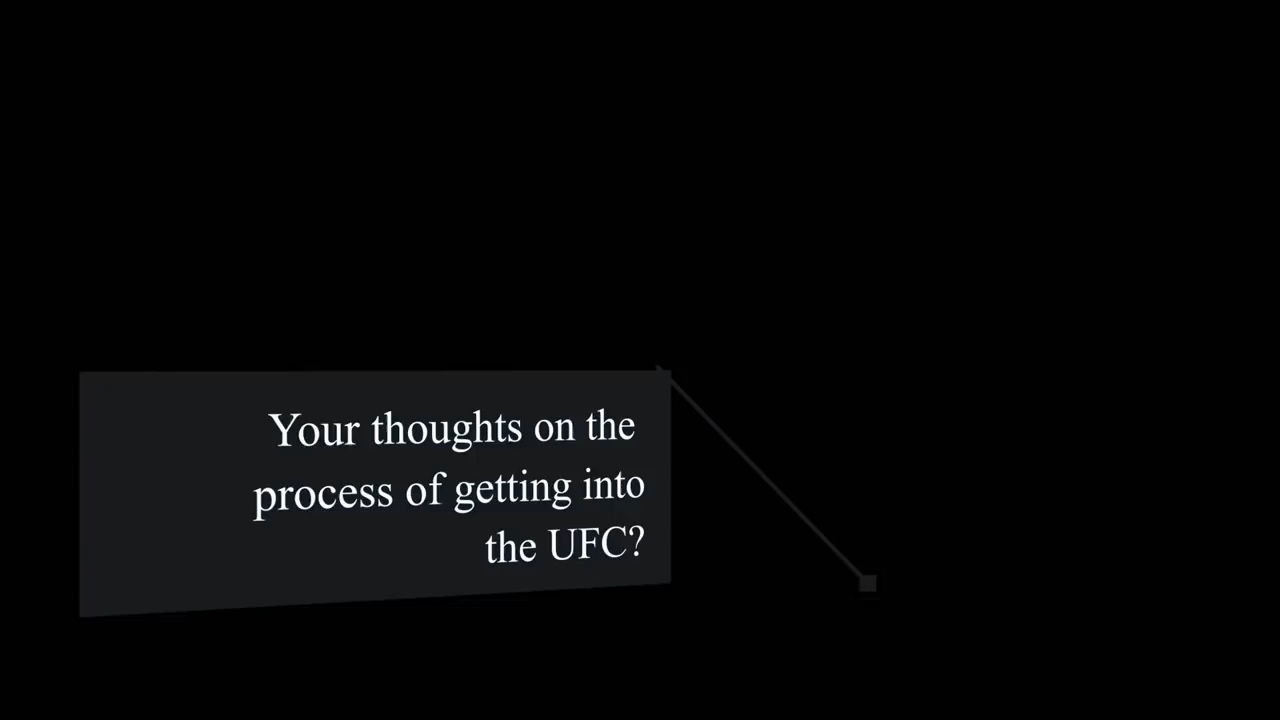 Your thoughts on the
process of getting into
the UFC?